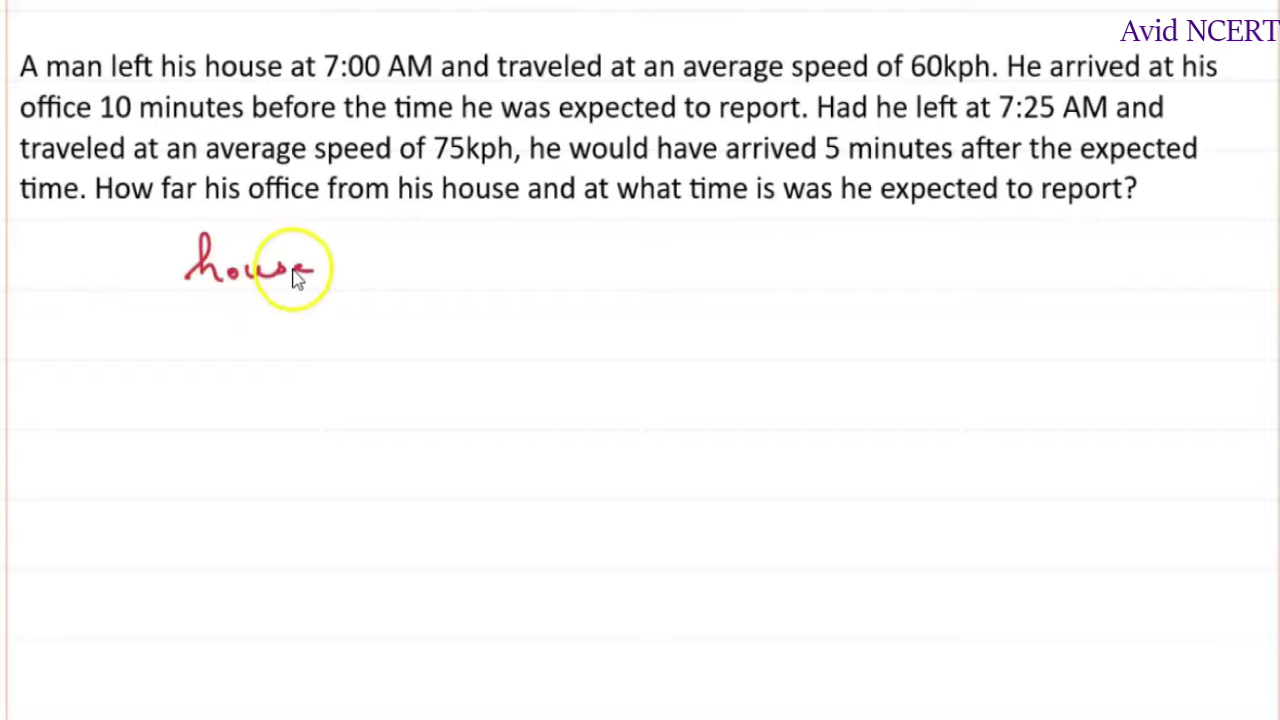 Avid NCERT
A man left his house at 7:00 AM and traveled at an average speed of 60kph. He arrived at his
office 10 minutes before the time he was expected to report. Had he left at 7:25 AM and
traveled at an average speed of 75kph, he would have arrived 5 minutes after the expected
time. How far his office from his house and at what time is was he expected to report?
house